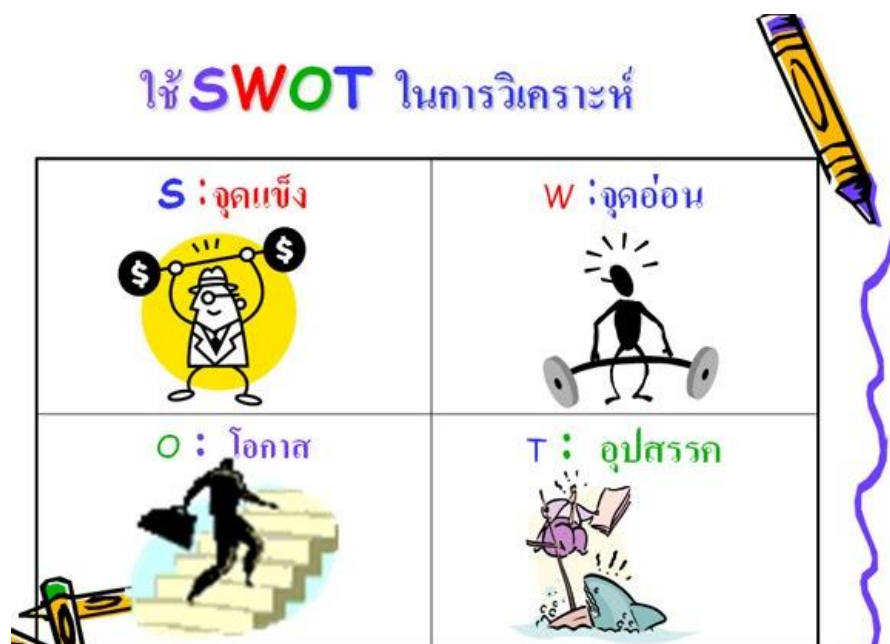 ใช้ SWOT ในการวิเคราะห์
S : จุดแข็ง
W : จุดอ่อน
$ $
O : โอกาส
T : อุปสรรค